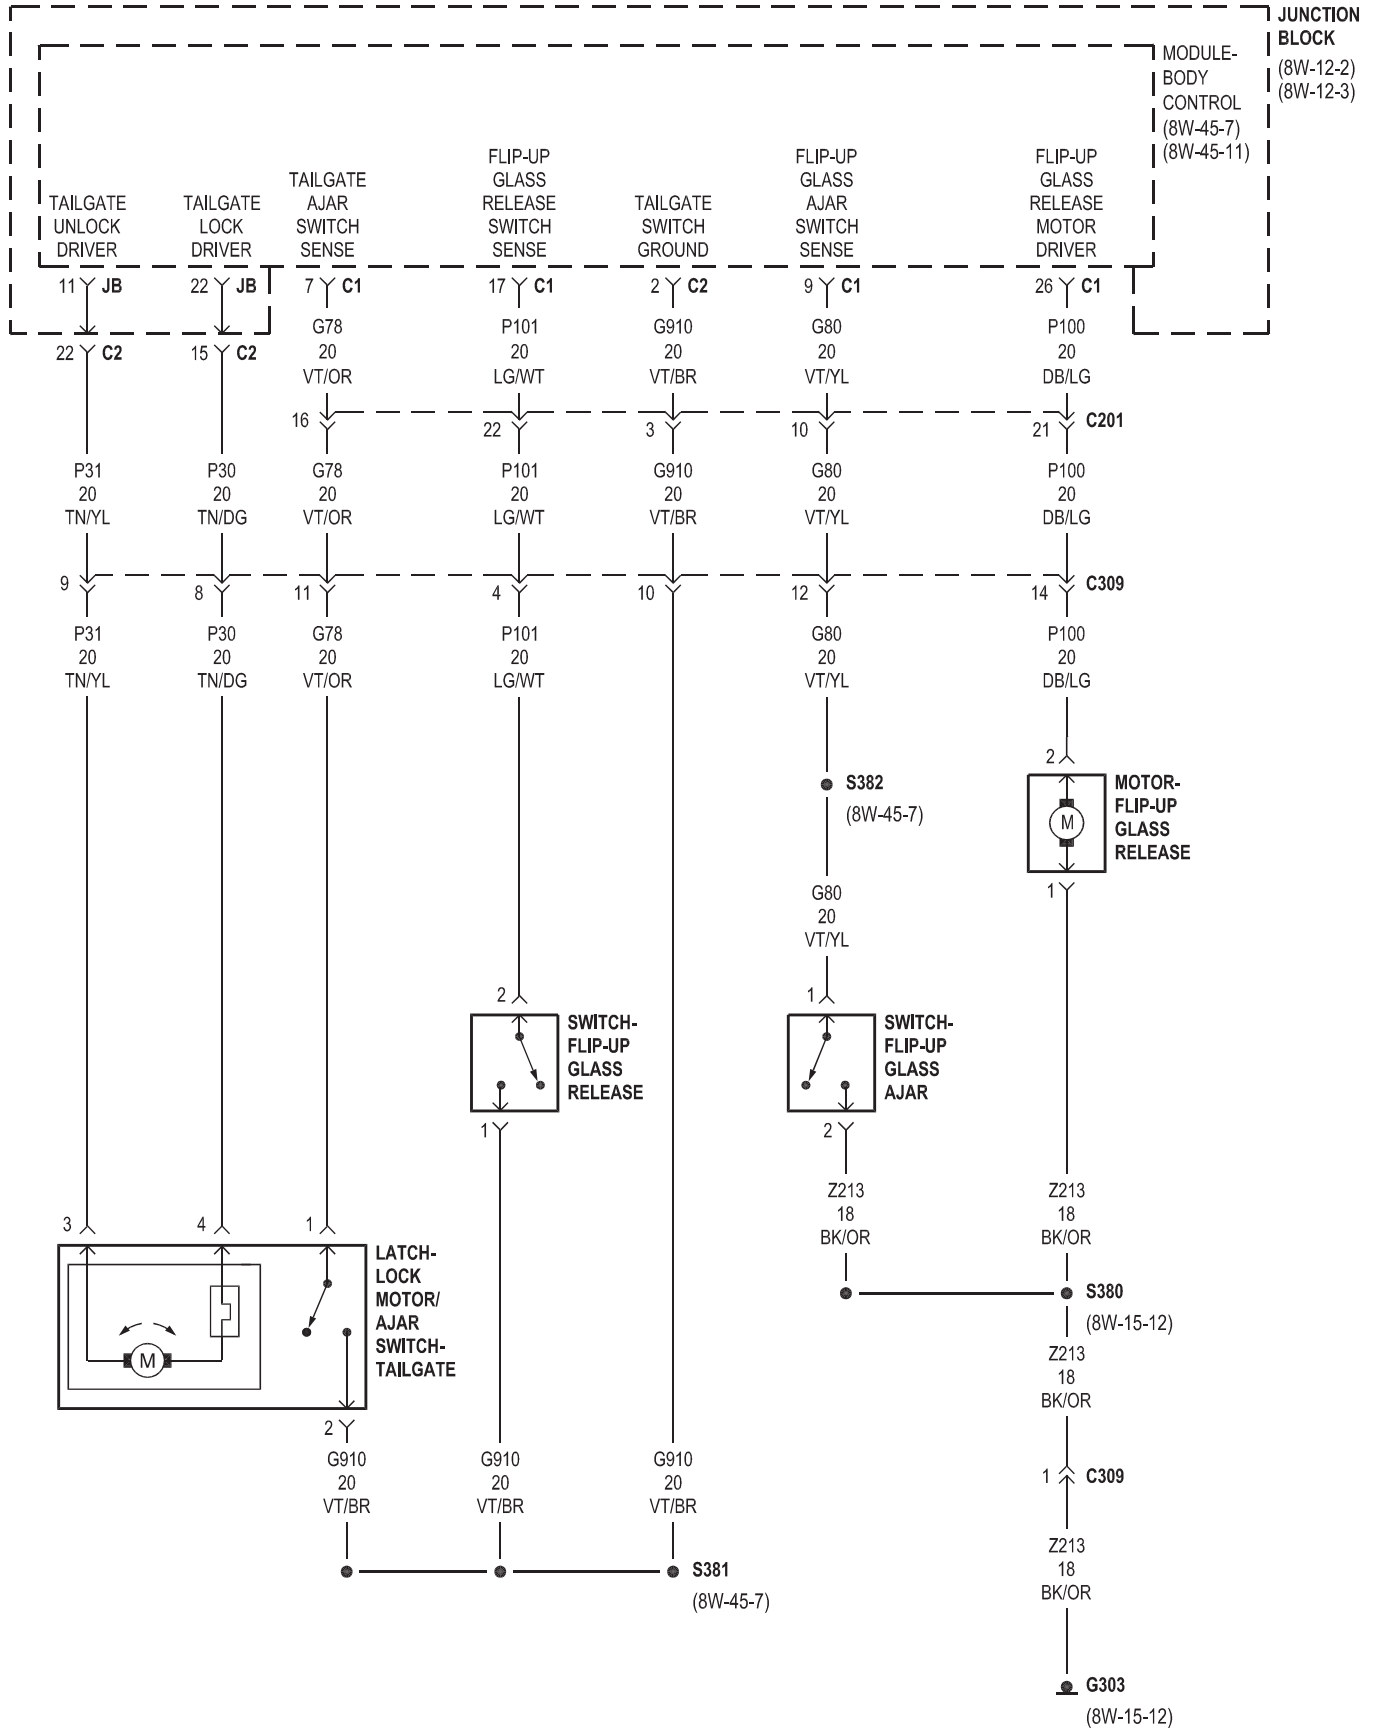 JUNCTION
BLOCK
(8W-12-2)
(8W-12-3)
MODULE-
BODY
CONTROL
(8W-45-7)
(8W-45-11)
TAILGATE
UNLOCK
DRIVER
TAILGATE
LOCK
DRIVER
TAILGATE
AJAR
SWITCH
SENSE
FLIP-UP
GLASS
RELEASE
SWITCH
SENSE
TAILGATE
SWITCH
GROUND
FLIP-UP
GLASS
AJAR
SWITCH
SENSE
FLIP-UP
GLASS
RELEASE
MOTOR
DRIVER
11 JB 22 JB 7 C1 17 C1 2 C2 9 C1 26 C1
G78 P101 G910 G80 P100
20 20 20 20 20
VT/OR LG/WT VT/BR VT/YL DB/LG
22 C2 15 C2
16 22 3 10 21 C201
P31 P30 G78 P101 G910 G80 P100
20 20 20 20 20 20 20
TN/YL TN/DG VT/OR LG/WT VT/BR VT/YL DB/LG
9 8 11 4 10 12 14 C309
P31 P30 G78 P101 G80 P100
20 20 20 20 20 20
TN/YL TN/DG VT/OR LG/WT VT/YL DB/LG
S382
(8W-45-7)
2
M
MOTOR-
FLIP-UP
GLASS
RELEASE
1
G80
20
VT/YL
2
SWITCH-
FLIP-UP
GLASS
RELEASE
1
1
SWITCH-
FLIP-UP
GLASS
AJAR
2
Z213 Z213
18 18
BK/OR BK/OR
3 4 1
M
LATCH-
LOCK
MOTOR/
AJAR
SWITCH-
TAILGATE
2
S380
(8W-15-12)
Z213
18
BK/OR
G910 G910 G910
20 20 20
VT/BR VT/BR VT/BR
1 C309
S381
(8W-45-7)
Z213
18
BK/OR
G303
(8W-15-12)